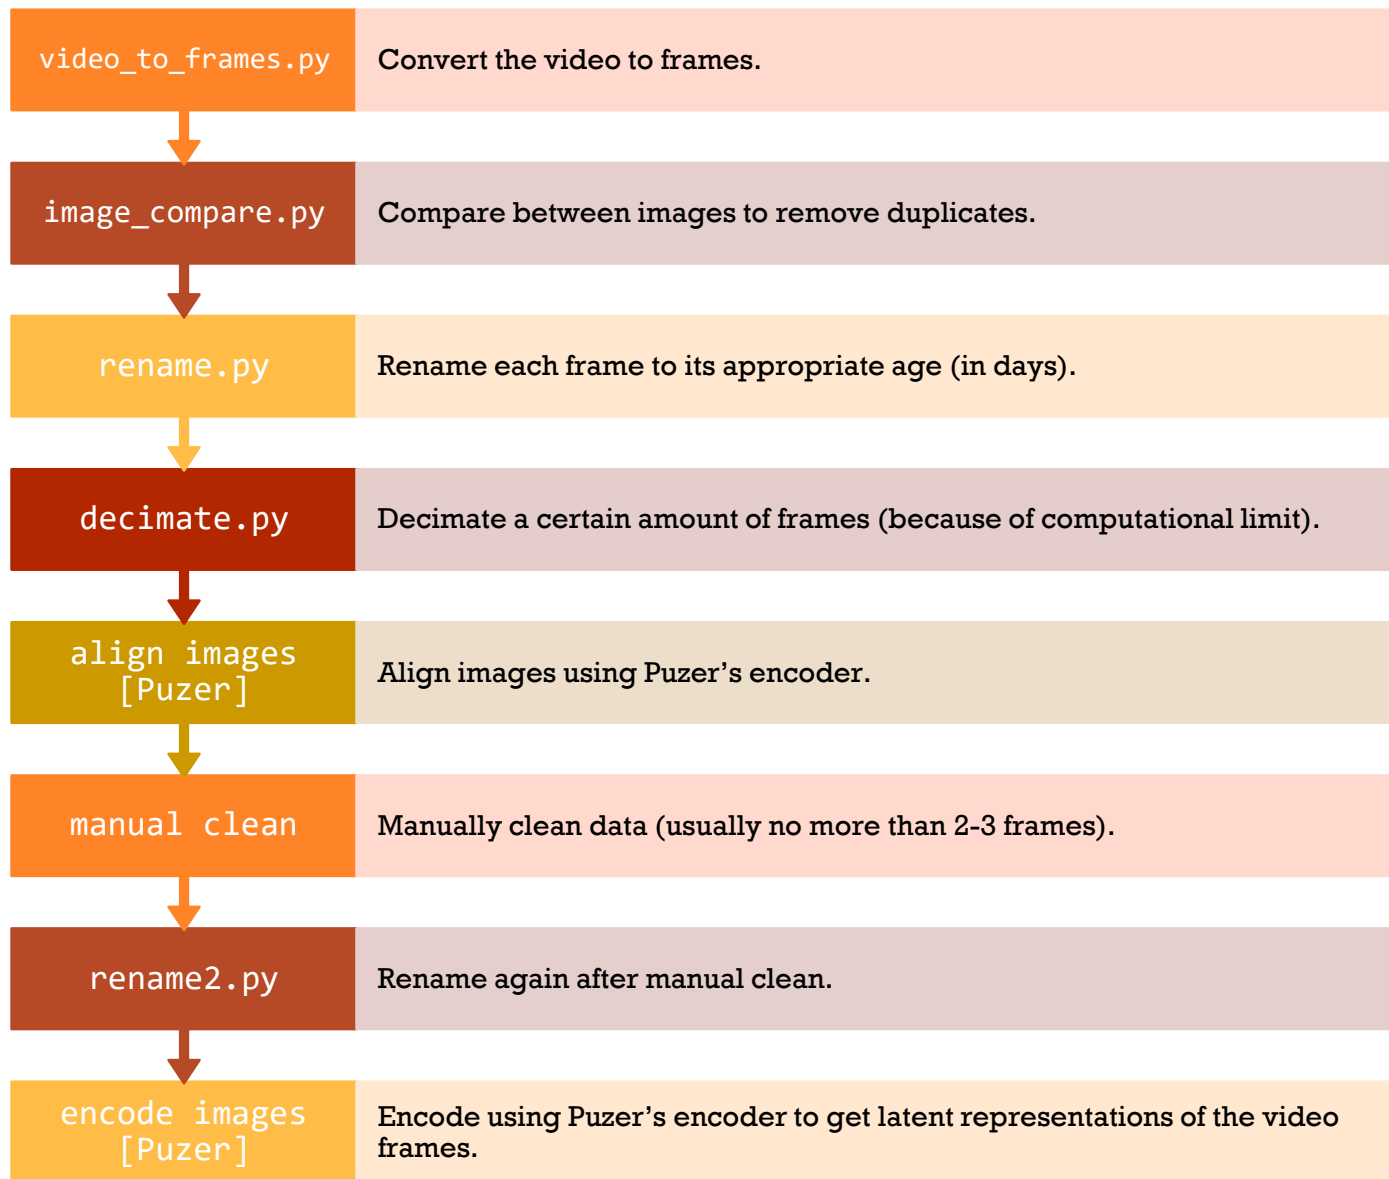 video_to_frames.py
Convert the video to frames.
image_compare.py
Compare between images to remove duplicates.
rename.py
Rename each frame to its appropriate age (in days).
decimate.py
Decimate a certain amount of frames (because of computational limit).
align images
[Puzer]
Align images using Puzer’s encoder.
manual clean
Manually clean data (usually no more than 2-3 frames).
rename2.py
Rename again after manual clean.
encode images
[Puzer]
Encode using Puzer’s encoder to get latent representations of the video
frames.